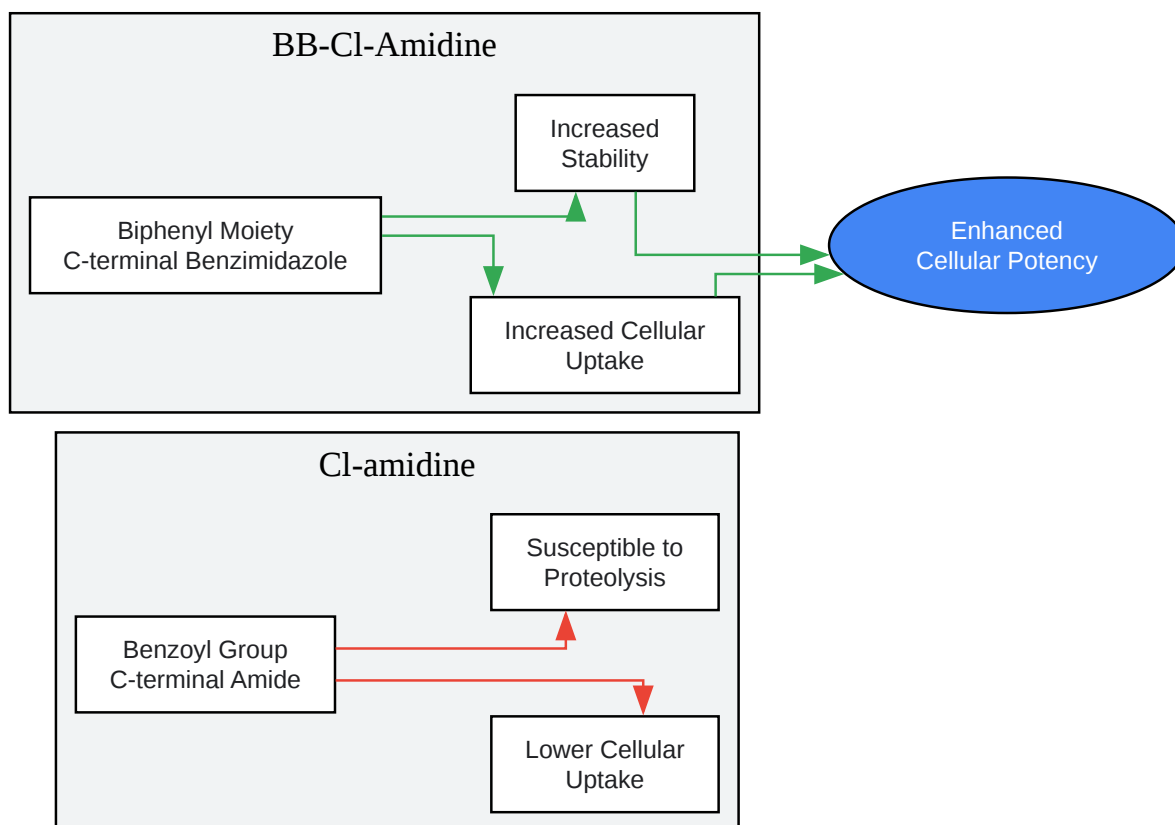 BB-Cl-Amidine
Increased
Stability
Biphenyl Moiety
C-terminal Benzimidazole
Enhanced
Cellular Potency
Increased Cellular
Uptake
Cl-amidine
Susceptible to
Proteolysis
Benzoyl Group
C-terminal Amide
Lower Cellular
Uptake